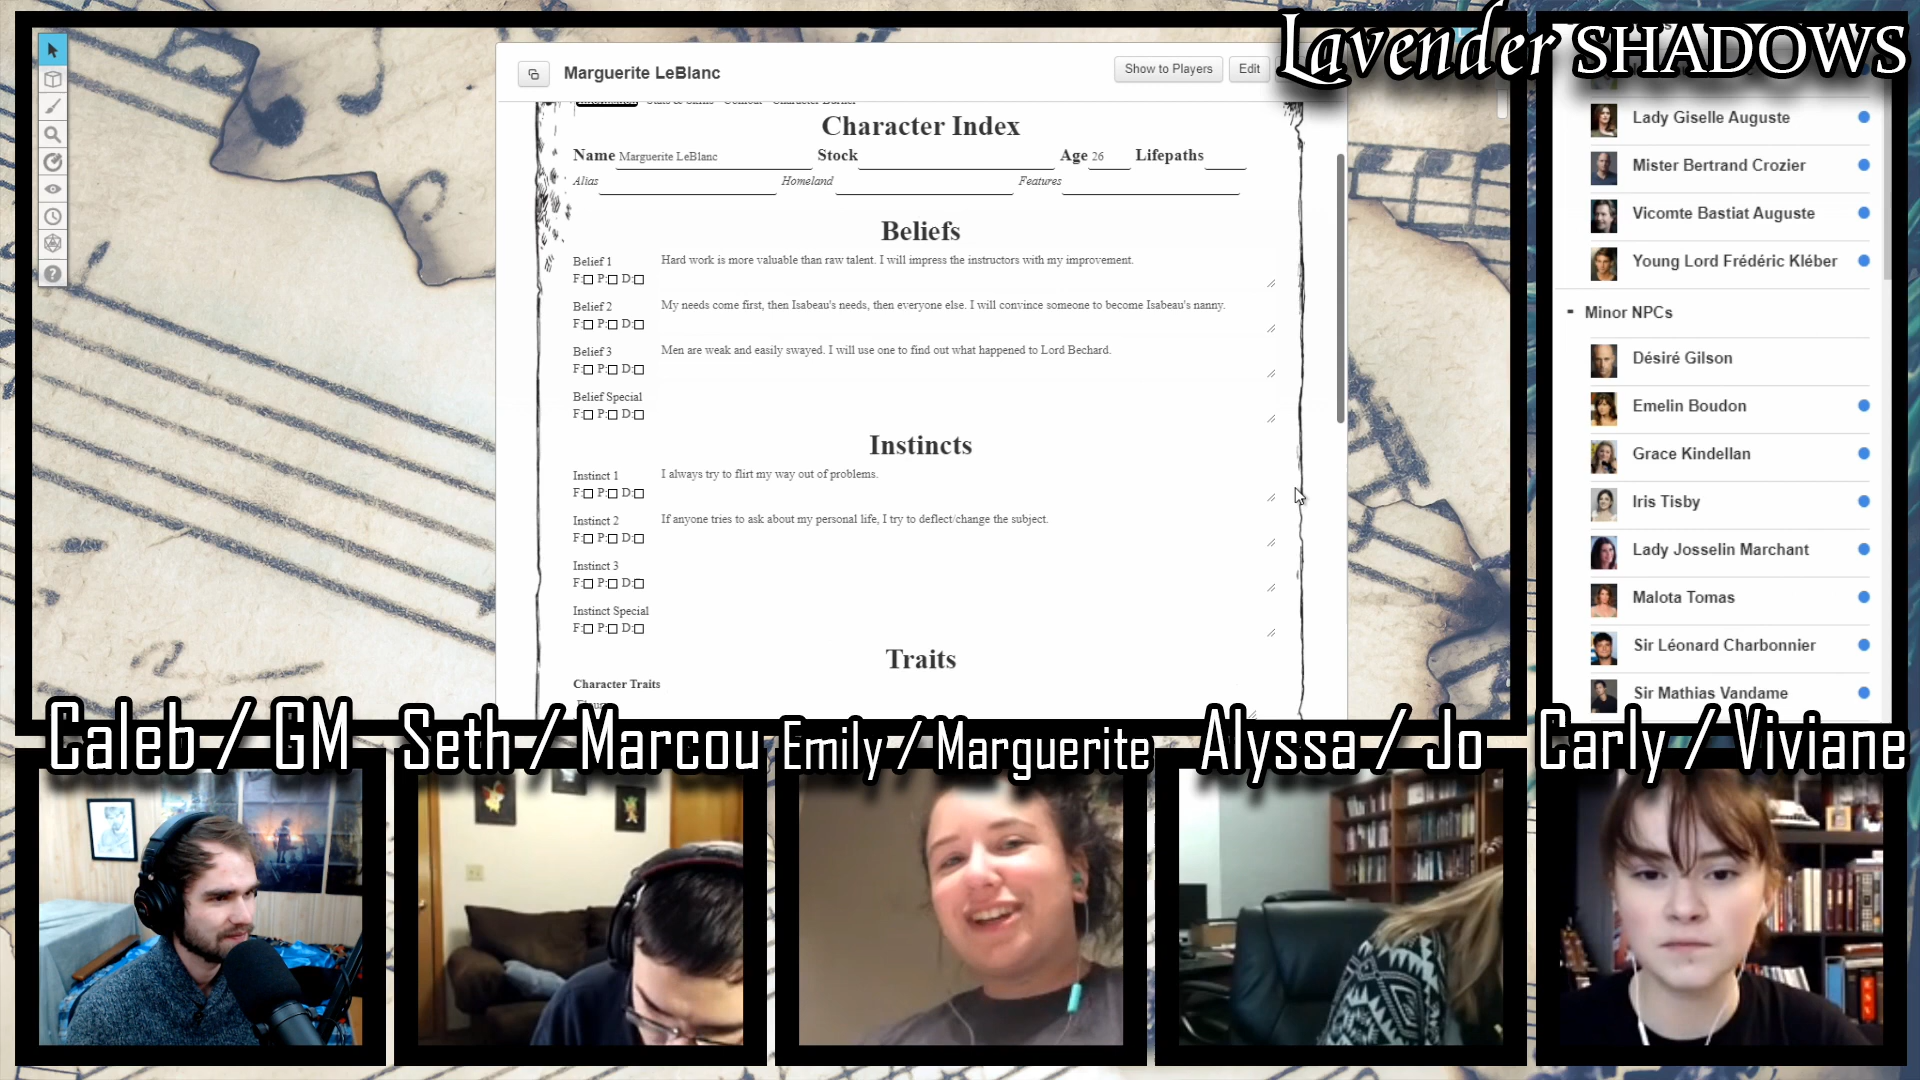 Lavender SHADOWS
Marguerite LeBlanc
Show to Players
Edit
Character Index
Name Marguerite LeBlanc Stock Age 26 Lifepaths
Alias Homeland Features
Beliefs
Belief 1
Hard work is more valuable than raw talent. I will impress the instructors with my improvement.
F: P: D:
Belief 2
My needs come first, then Isabeau's needs, then everyone else. I will convince someone to become Isabeau's nanny.
F: P: D:
Belief 3
Men are weak and easily swayed. I will use one to find out what happened to Lord Bechard.
F: P: D:
Belief Special
F: P: D:
Instincts
Instinct 1
I always try to flirt my way out of problems.
F: P: D:
Instinct 2
If anyone tries to ask about my personal life, I try to deflect/change the subject.
F: P: D:
Instinct 3
F: P: D:
Instinct Special
F: P: D:
Traits
Character Traits
Lady Giselle Auguste
Mister Bertrand Crozier
Vicomte Bastiat Auguste
Young Lord Frédéric Kléber
Minor NPCs
Désiré Gilson
Emelin Boudon
Grace Kindellan
Iris Tisby
Lady Josselin Marchant
Malota Tomas
Sir Léonard Charbonnier
Sir Mathias Vandame
Caleb / GM
Seth / Marcou
Emily / Marguerite
Alyssa / Jo
Carly / Viviane